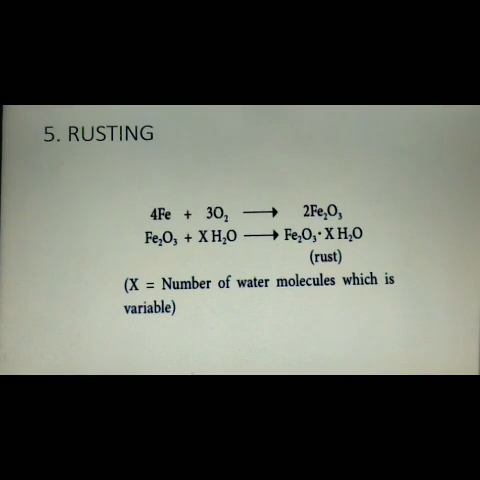 5. RUSTING
4Fe + 3O₂ ⟶ 2Fe₂O₃
Fe₂O₃ + X H₂O ⟶ Fe₂O₃· X H₂O
(rust)
(X = Number of water molecules which is
variable)